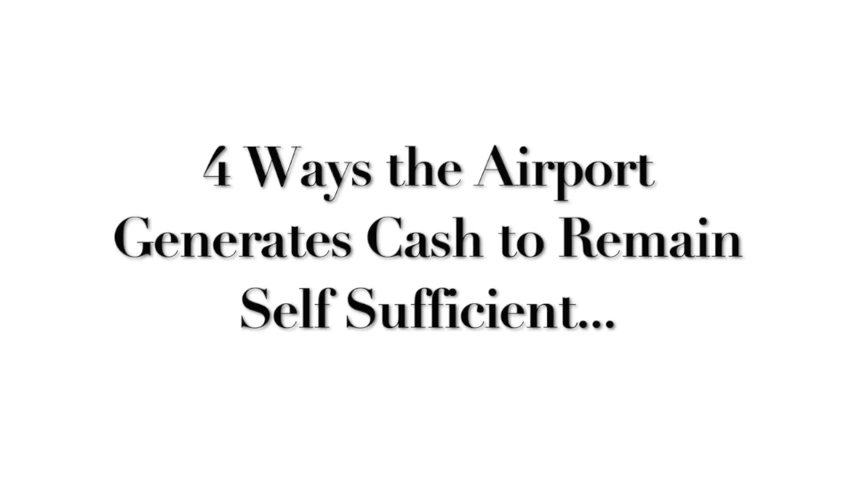 4 Ways the Airport
Generates Cash to Remain
Self Sufficient...